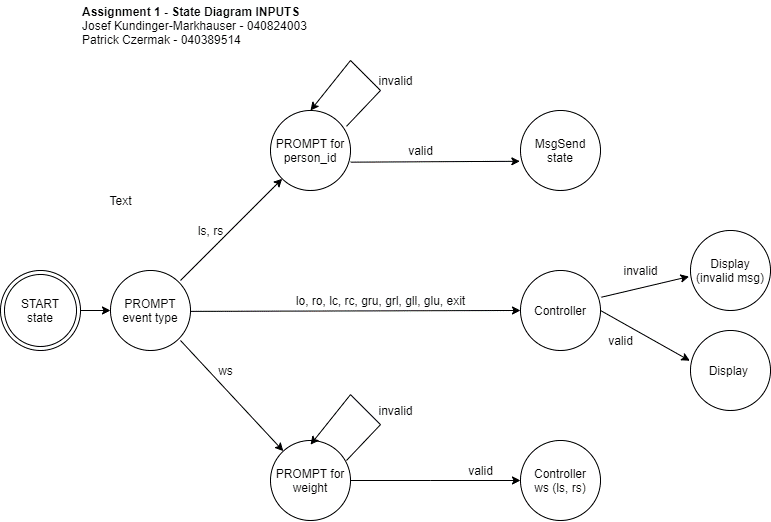 Assignment 1 - State Diagram INPUTS
Josef Kundinger-Markhauser - 040824003
Patrick Czermak - 040389514
invalid
PROMPT for
person_id
valid
MsgSend
state
Text
ls, rs
START
state
PROMPT
event type
lo, ro, lc, rc, gru, grl, gll, glu, exit
Controller
invalid
Display
(invalid msg)
valid
Display
ws
invalid
PROMPT for
weight
valid
Controller
ws (ls, rs)